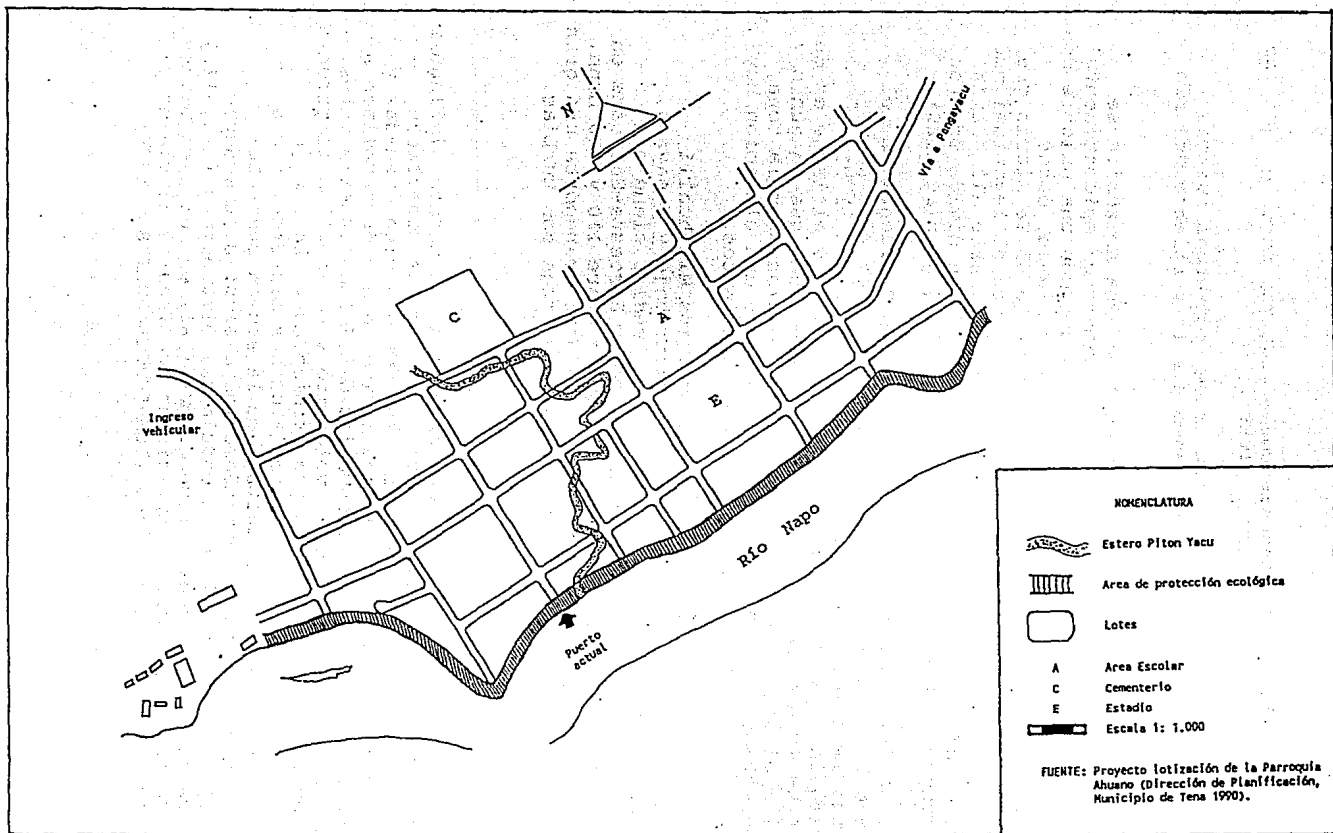 N
Vía a Pongayacu
C
A
E
Ingreso
Vehicular
Río Napo
Puerto
actual
NOMENCLATURA
Estero Piton Yacu
Area de protección ecológica
Lotes
A Area Escolar
C Cementerio
E Estadio
Escala 1: 1.000
FUENTE: Proyecto lotización de la Parroquia
Ahuano (Dirección de Planificación,
Municipio de Tena 1990).